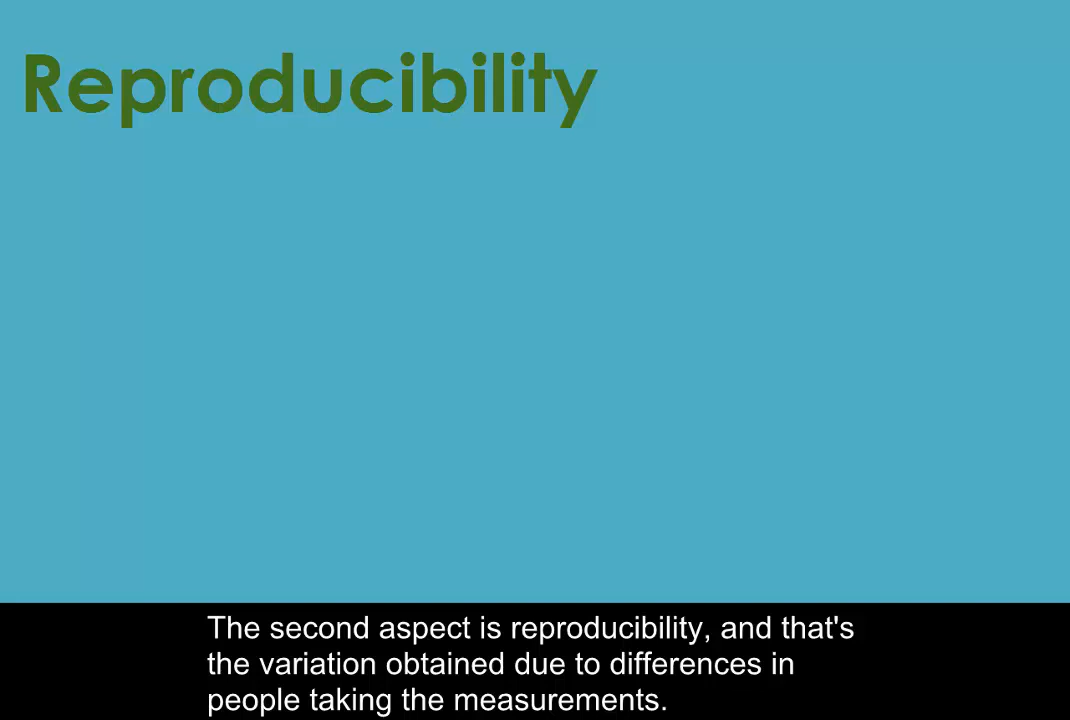 Reproducibility
The second aspect is reproducibility, and that's
the variation obtained due to differences in
people taking the measurements.